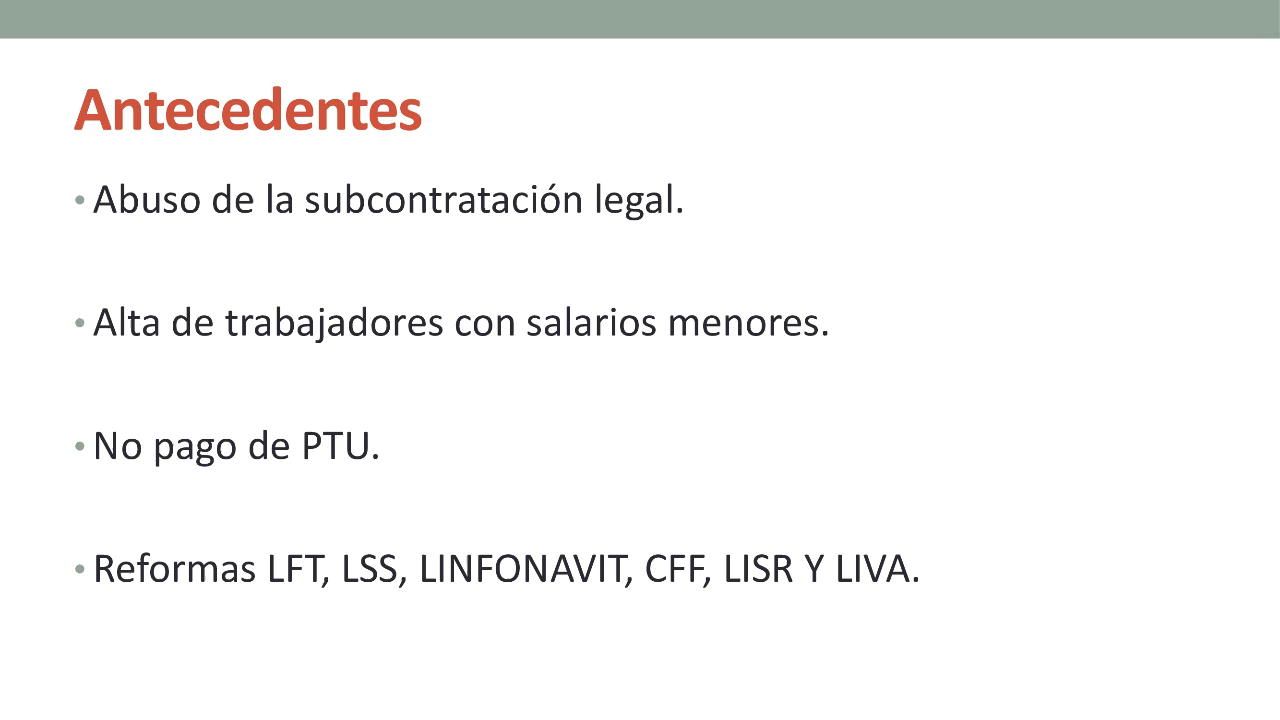 Antecedentes
• Abuso de la subcontratación legal.
• Alta de trabajadores con salarios menores.
• No pago de PTU.
• Reformas LFT, LSS, LINFONAVIT, CFF, LISR Y LIVA.